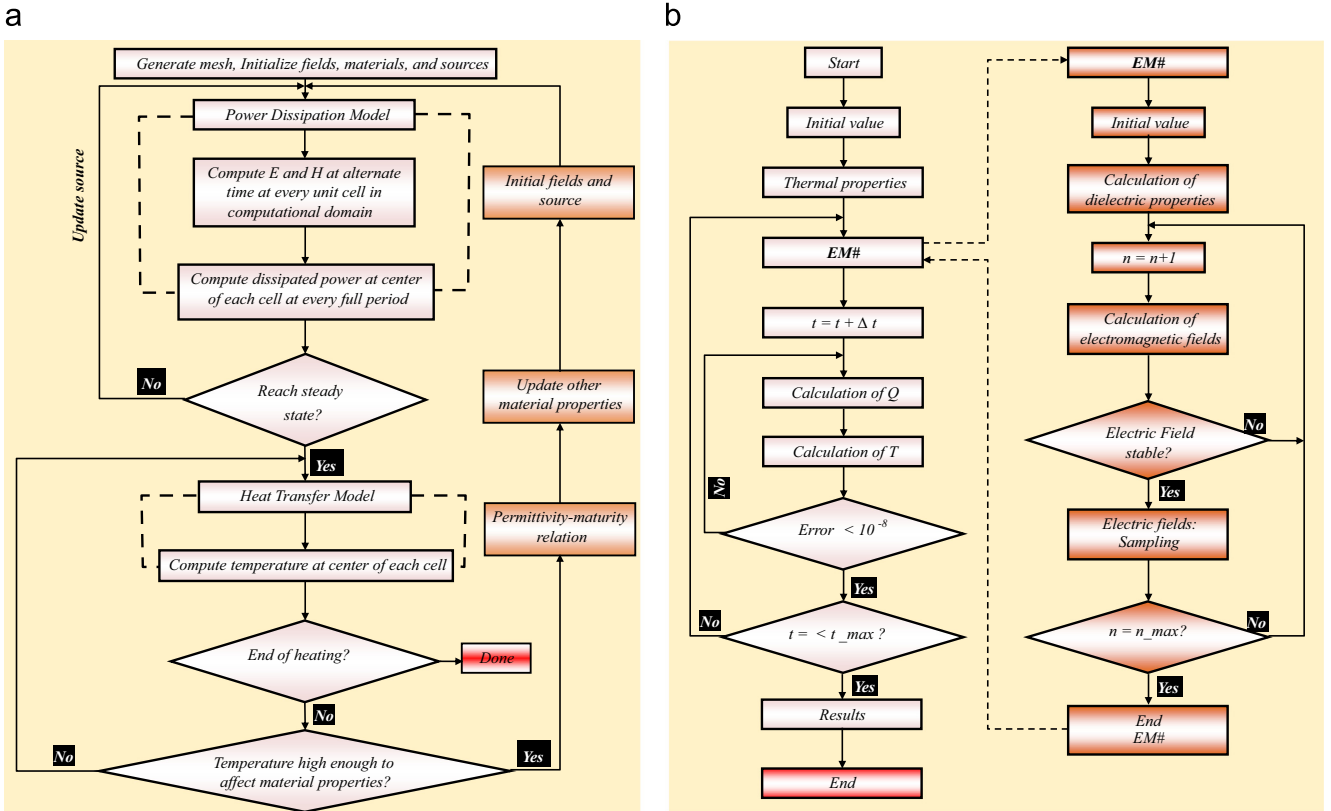 a
Generate mesh, Initialize fields, materials, and sources
Power Dissipation Model
Compute E and H at alternate
time at every unit cell in
computational domain
Update source
Initial fields and
source
Compute dissipated power at center
of each cell at every full period
No
Reach steady
state?
Update other
material properties
Yes
Heat Transfer Model
Permittivity-maturity
relation
Compute temperature at center of each cell
End of heating?
Done
No
No
Temperature high enough to
affect material properties?
Yes
b
Start
Initial value
Thermal properties
EM#
t = t + Δ t
Calculation of Q
Calculation of T
No
Error < 10 -8
Yes
No
t = < t _max ?
Yes
Results
End
EM#
Initial value
Calculation of
dielectric properties
n = n+1
Calculation of
electromagnetic fields
Electric Field
stable?
No
Yes
Electric fields:
Sampling
n = n_max?
No
Yes
End
EM#